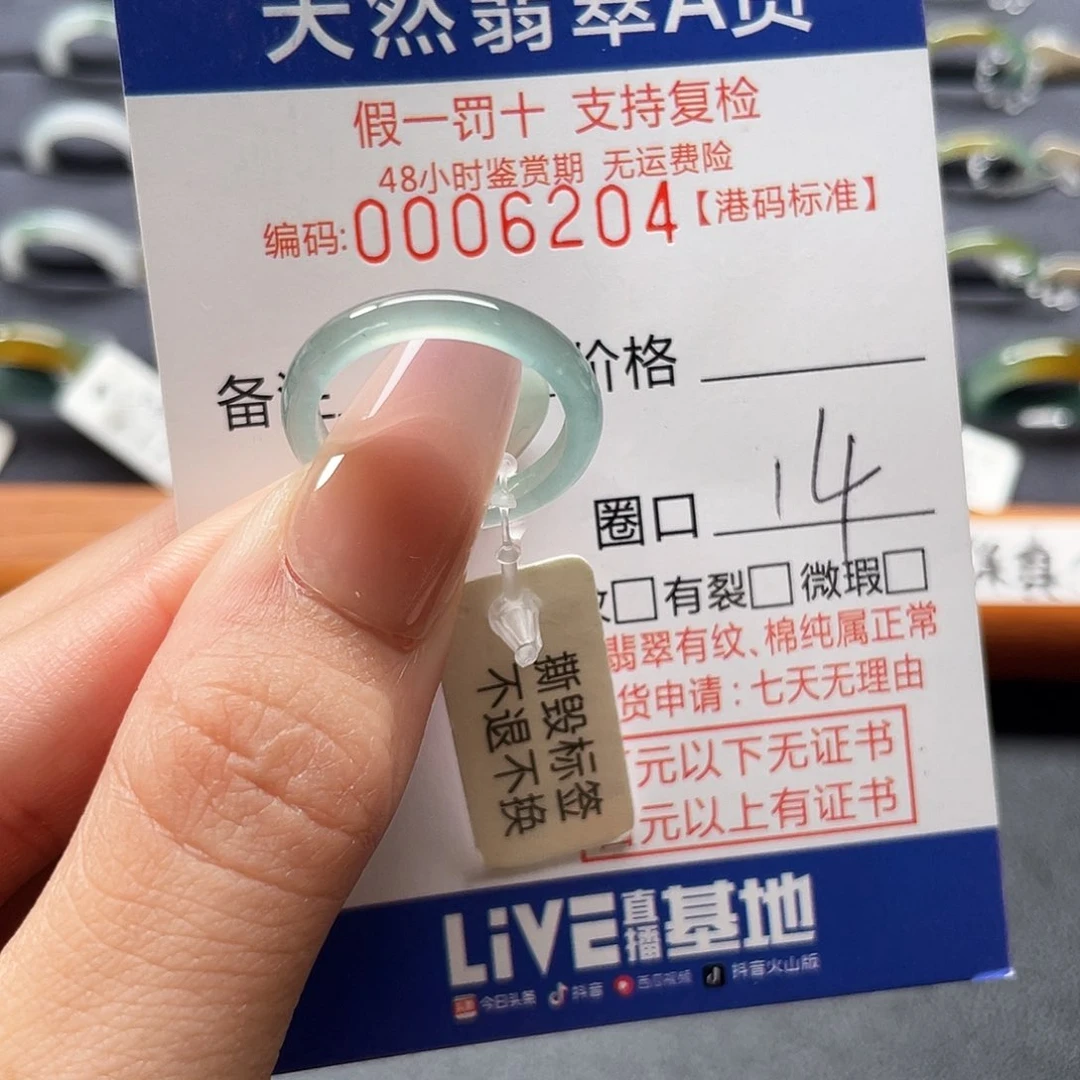 天然翡翠A货
假一罚十 支持复检
48小时鉴赏期 无运费险
编码:0006204【港码标准】
备注 价格
圈口 14
纹□有裂□微瑕□
翡翠有纹、棉纯属正常
货申请：七天无理由
元以下无证书
元以上有证书
撕毁标签
不退不换
LiVE直播基地
今日头条 抖音 西瓜视频 抖音火山版